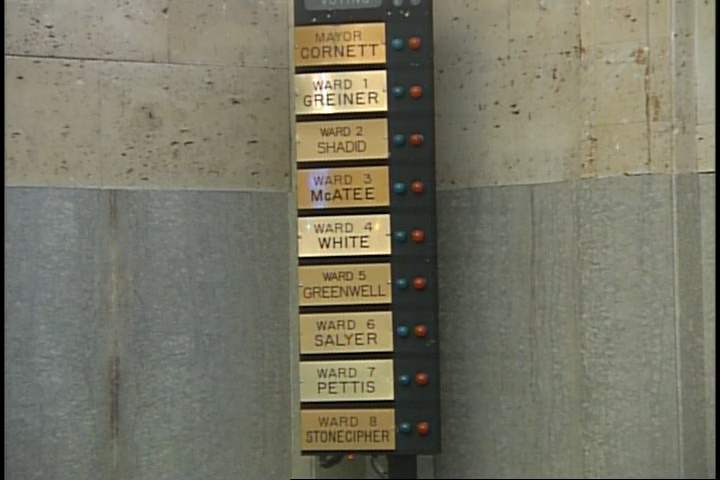 VOTING
MAYOR
CORNETT
WARD 1
GREINER
WARD 2
SHADID
WARD 3
McATEE
WARD 4
WHITE
WARD 5
GREENWELL
WARD 6
SALYER
WARD 7
PETTIS
WARD 8
STONECIPHER